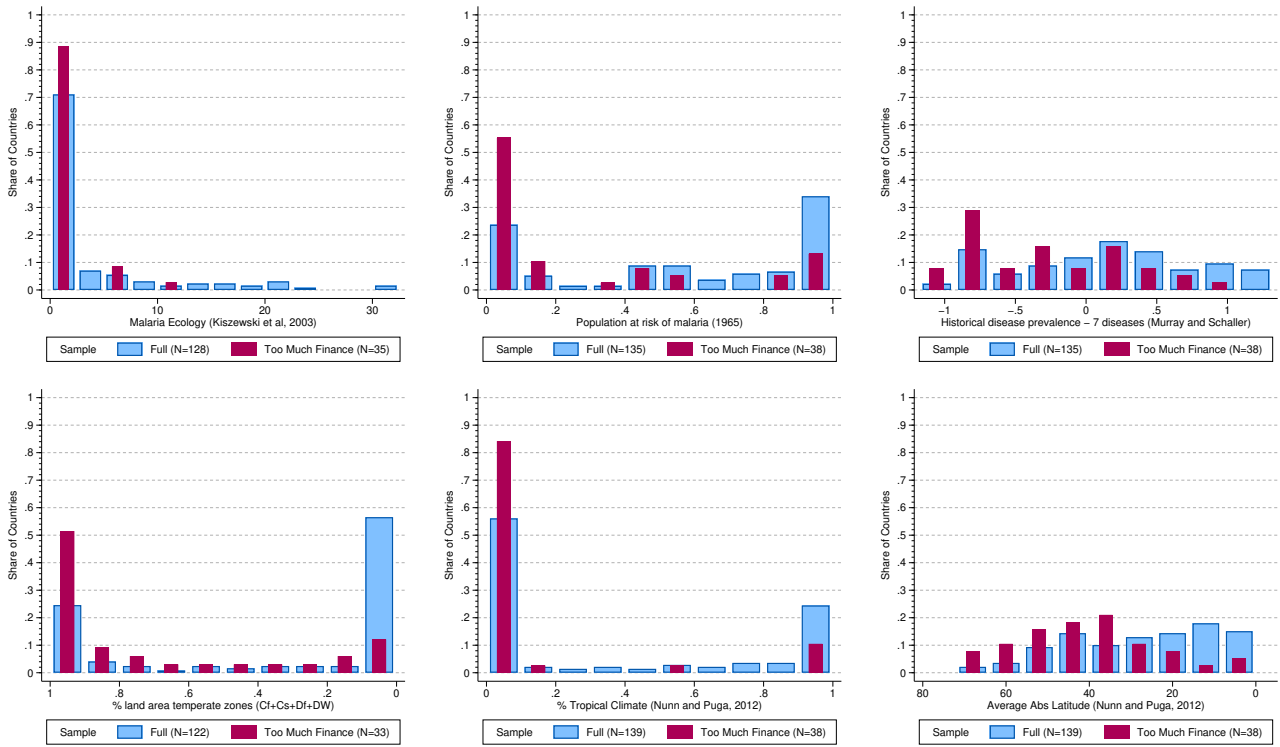 1
.9
.8
.7
.6
.5
.4
.3
.2
.1
0
Share of Countries
0 10 20 30
Malaria Ecology (Kiszewski et al, 2003)
Sample Full (N=128) Too Much Finance (N=35)
1
.9
.8
.7
.6
.5
.4
.3
.2
.1
0
Share of Countries
0 .2 .4 .6 .8 1
Population at risk of malaria (1965)
Sample Full (N=135) Too Much Finance (N=38)
1
.9
.8
.7
.6
.5
.4
.3
.2
.1
0
Share of Countries
−1 −.5 0 .5 1
Historical disease prevalence − 7 diseases (Murray and Schaller)
Sample Full (N=135) Too Much Finance (N=38)
1
.9
.8
.7
.6
.5
.4
.3
.2
.1
0
Share of Countries
1 .8 .6 .4 .2 0
% land area temperate zones (Cf+Cs+Df+DW)
Sample Full (N=122) Too Much Finance (N=33)
1
.9
.8
.7
.6
.5
.4
.3
.2
.1
0
Share of Countries
0 .2 .4 .6 .8 1
% Tropical Climate (Nunn and Puga, 2012)
Sample Full (N=139) Too Much Finance (N=38)
1
.9
.8
.7
.6
.5
.4
.3
.2
.1
0
Share of Countries
80 60 40 20 0
Average Abs Latitude (Nunn and Puga, 2012)
Sample Full (N=139) Too Much Finance (N=38)